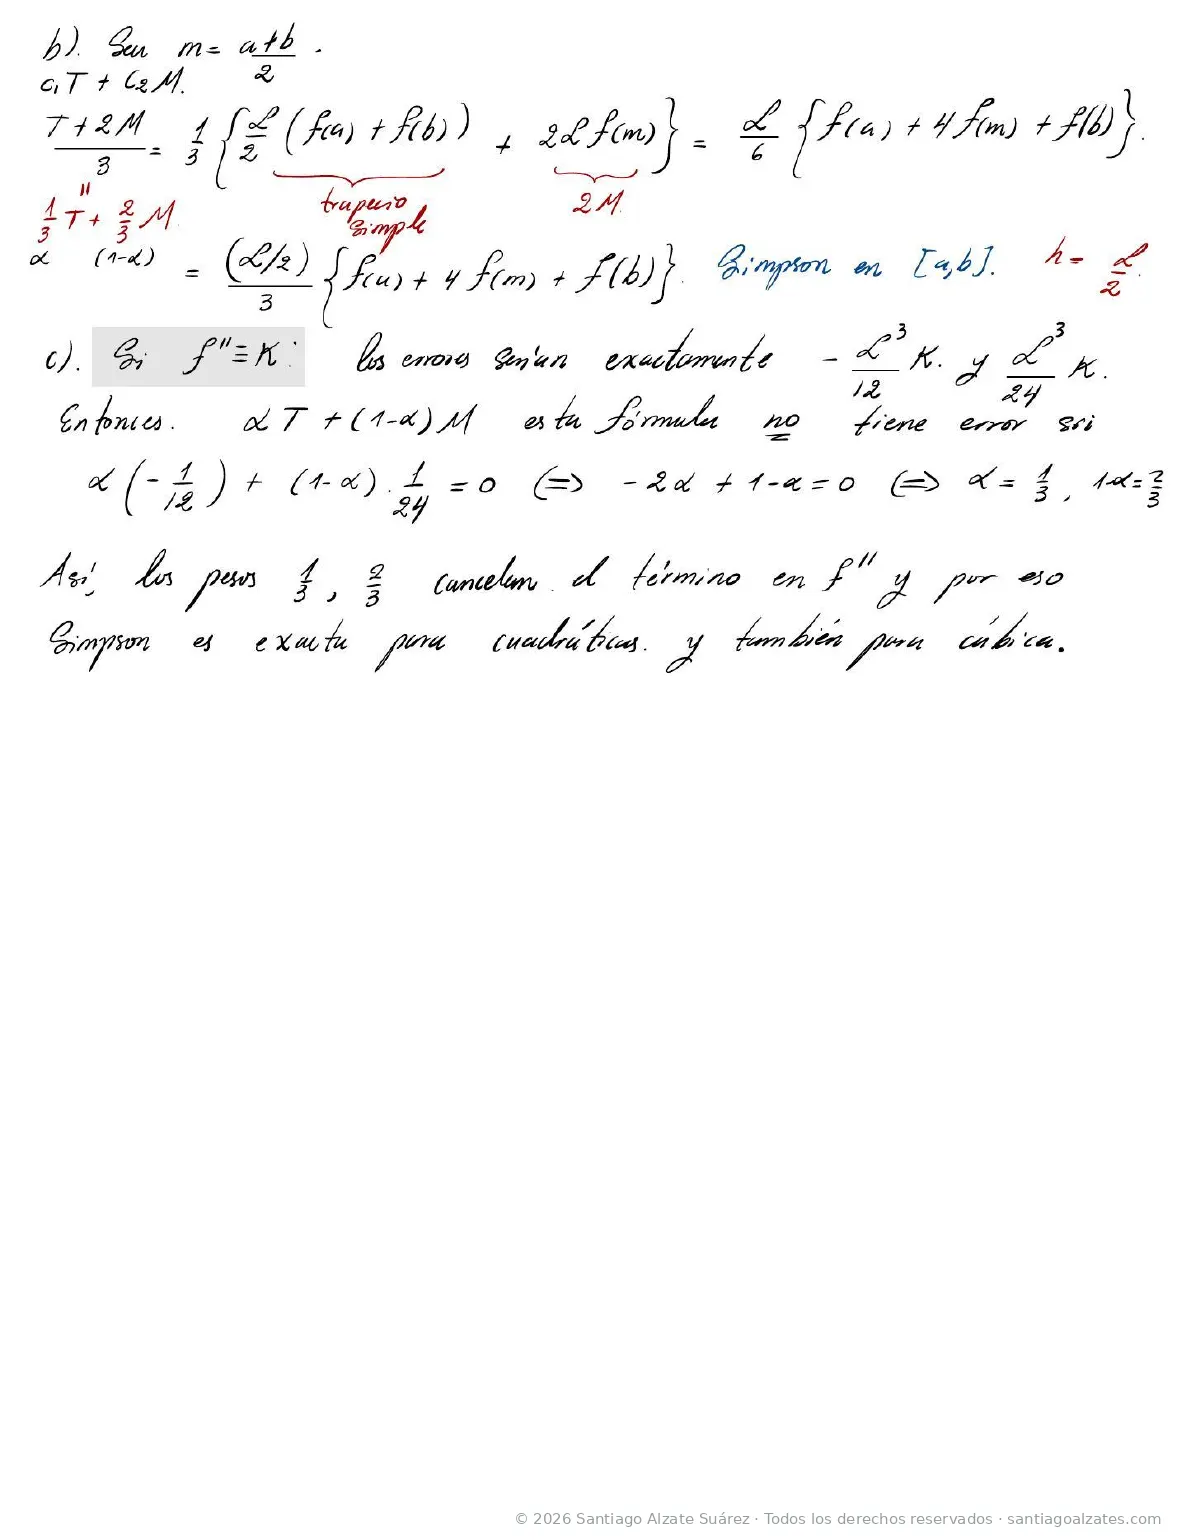 b). Sea m = (a+b)/2 .
c₁T + C₂M.
(T+2M)/3 = 1/3 { ℒ/2 (f(a) + f(b)) + 2ℒ f(m) } = ℒ/6 { f(a) + 4f(m) + f(b) }.
" trapecio simple 2M.
1/3 T + 2/3 M
α (1-α) = (ℒ/2)/3 { f(a) + 4 f(m) + f(b) }. Simpson en [a,b]. h = ℒ/2.
c). Si f'' ≡ K: los errores serían exactamente - ℒ³/12 K. y ℒ³/24 K.
Entonces. α T + (1-α) M esta fórmula no tiene error sii
α (-1/12) + (1-α) . 1/24 = 0 (=) -2α + 1-α = 0 (=) α = 1/3 , 1-α = 2/3
Así, los pesos 1/3 , 2/3 cancelan el término en f'' y por eso
Simpson es exacta para cuadráticas. y también para cúbica.
© 2026 Santiago Alzate Suárez · Todos los derechos reservados · santiagoalzates.com